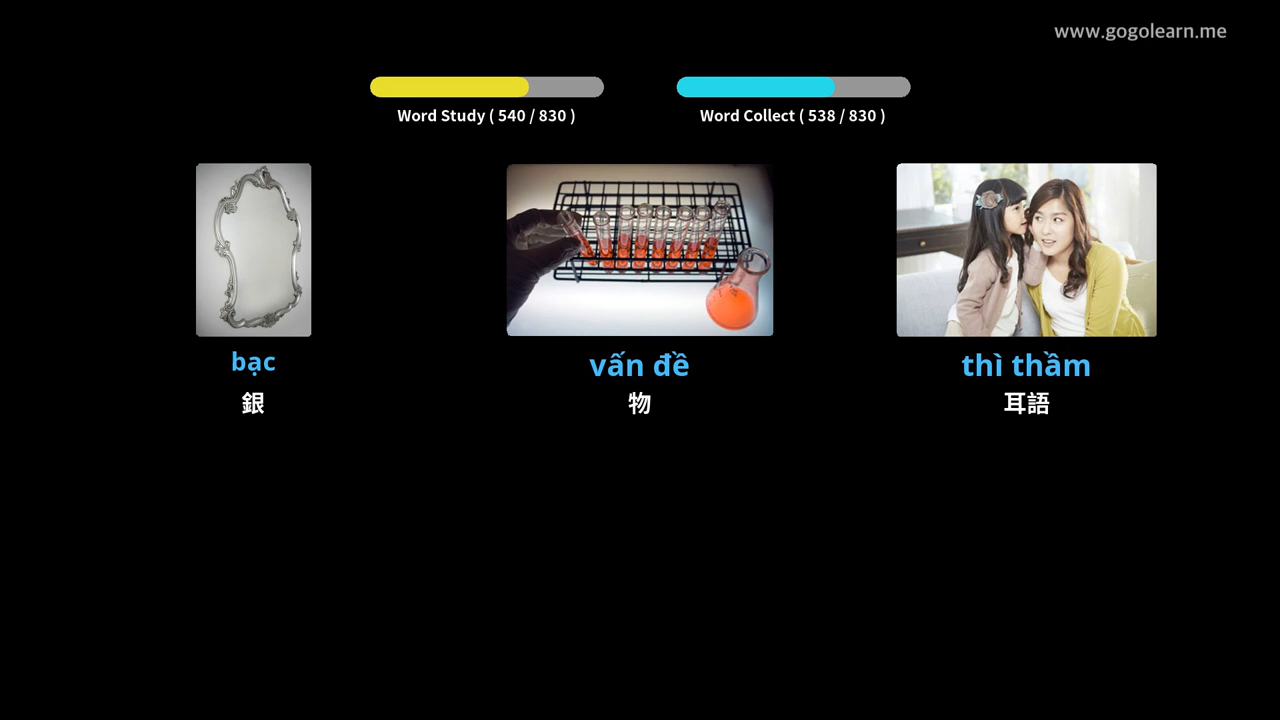 www.gogolearn.me
Word Study ( 540 / 830 )
Word Collect ( 538 / 830 )
bạc
vấn đề
thì thầm
銀
物
耳語